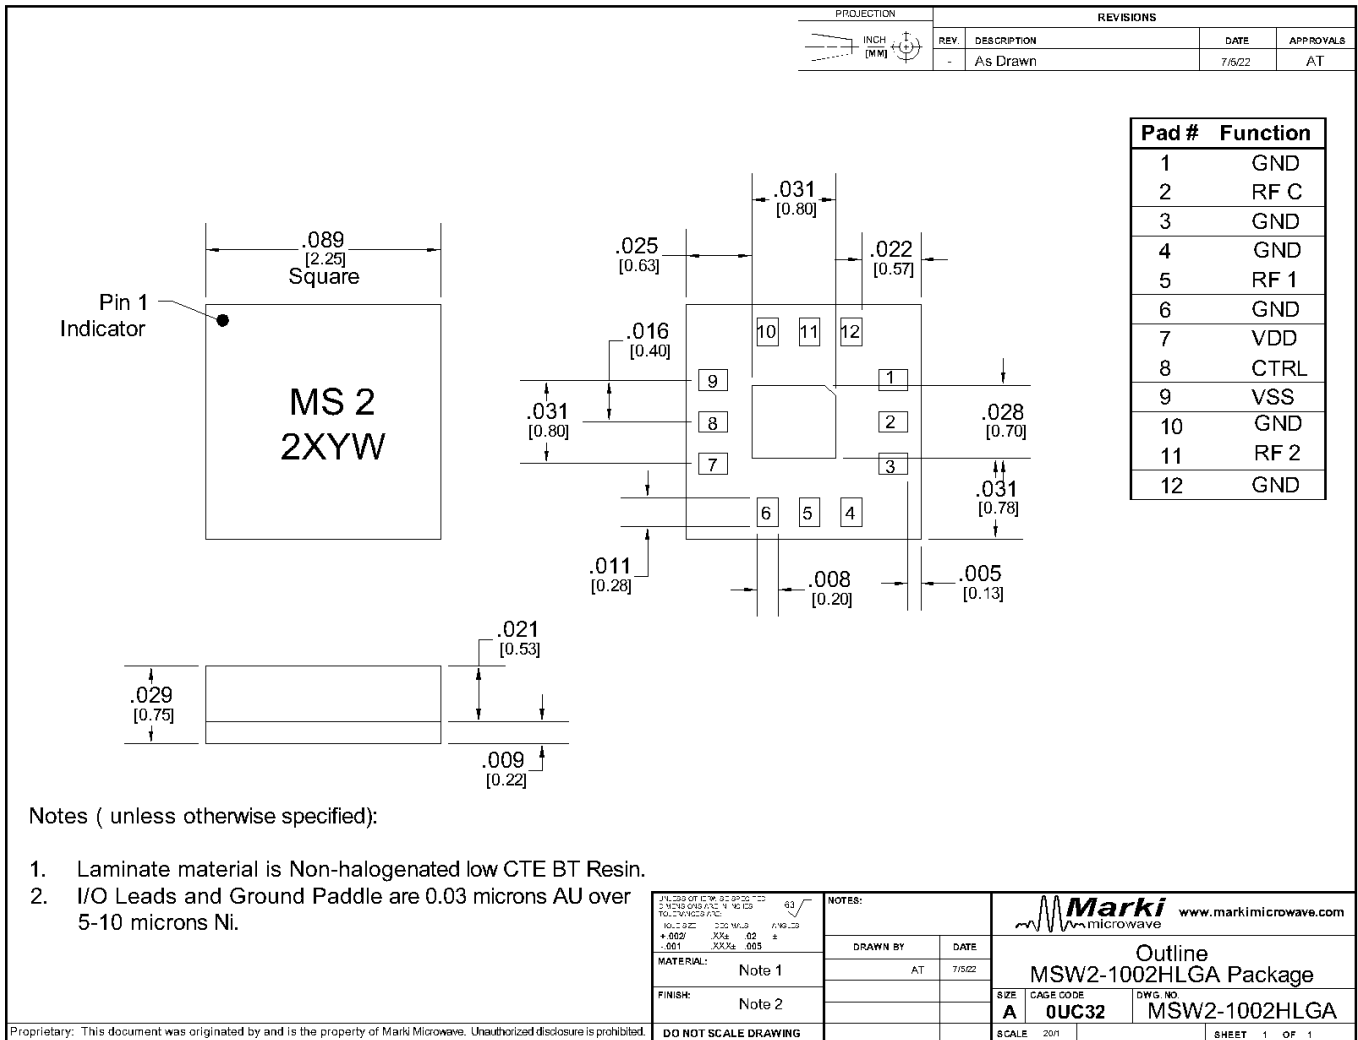 PROJECTION
INCH
[MM]
REVISIONS
REV. DESCRIPTION DATE APPROVALS
- As Drawn 7/6/22 AT
Pad # Function
1 GND
2 RF C
3 GND
4 GND
5 RF 1
6 GND
7 VDD
8 CTRL
9 VSS
10 GND
11 RF 2
12 GND
.089
[2.25]
Square
Pin 1
Indicator
MS 2
2XYW
.031
[0.80]
.025
[0.63]
.022
[0.57]
.016
[0.40]
.031
[0.80]
10 11 12
9 1
8 2
7 3
6 5 4
.028
[0.70]
.031
[0.78]
.011
[0.28]
.008
[0.20]
.005
[0.13]
.021
[0.53]
.029
[0.75]
.009
[0.22]
Notes ( unless otherwise specified):
1. Laminate material is Non-halogenated low CTE BT Resin.
2. I/O Leads and Ground Paddle are 0.03 microns AU over
5-10 microns Ni.
63
+.002/ .XX± .02 ±
-.001 .XXX± .005
MATERIAL:
Note 1
FINISH:
Note 2
DO NOT SCALE DRAWING
NOTES:
DRAWN BY DATE
AT 7/5/22
Marki
microwave
www.markimicrowave.com
Outline
MSW2-1002HLGA Package
SIZE CAGE CODE DWG. NO.
A 0UC32 MSW2-1002HLGA
SCALE 20/1 SHEET 1 OF 1
Proprietary: This document was originated by and is the property of Marki Microwave. Unauthorized disclosure is prohibited.